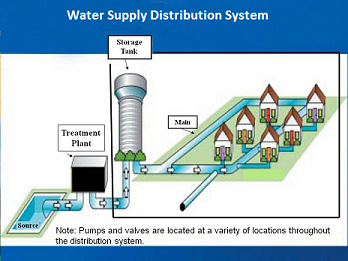 Water Supply Distribution System
Storage
Tank
Main
Treatment
Plant
Source
Note: Pumps and valves are located at a variety of locations throughout
the distribution system.